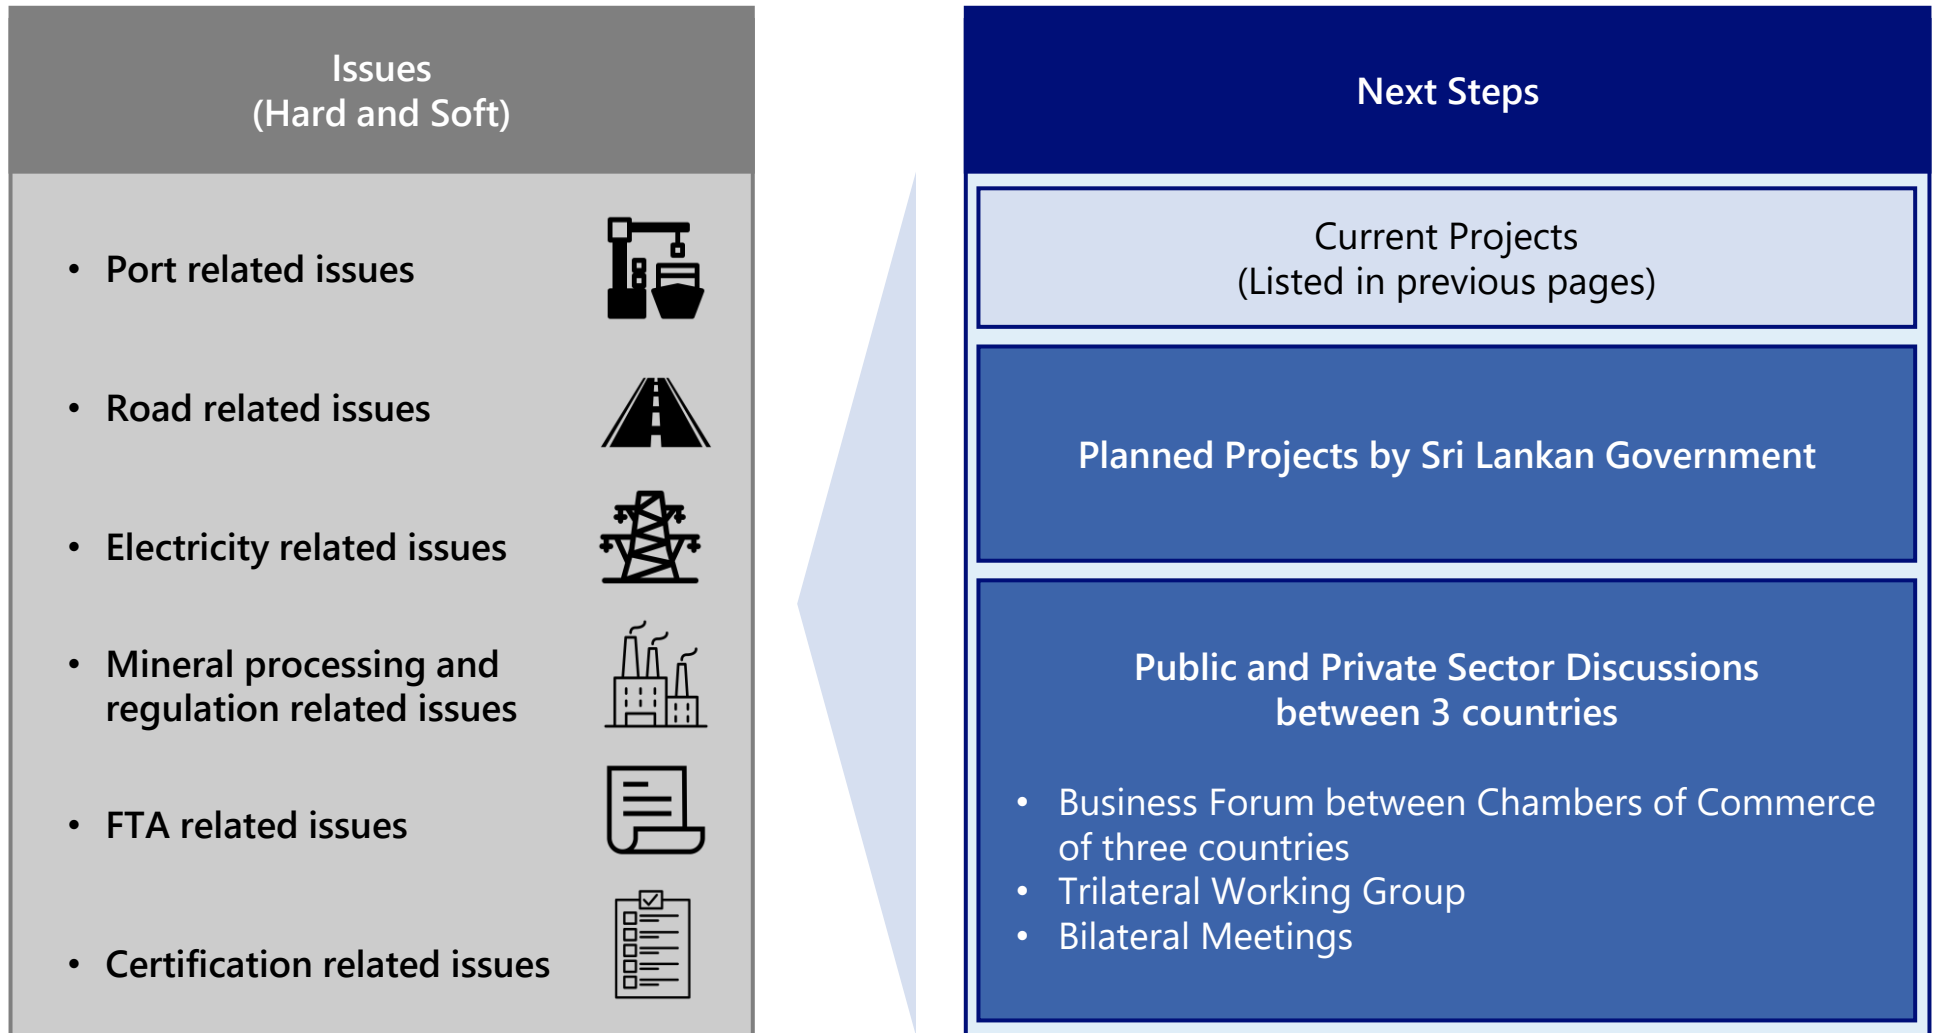 Issues
(Hard and Soft)
• Port related issues
• Road related issues
• Electricity related issues
• Mineral processing and
regulation related issues
• FTA related issues
• Certification related issues
Next Steps
Current Projects
(Listed in previous pages)
Planned Projects by Sri Lankan Government
Public and Private Sector Discussions
between 3 countries
• Business Forum between Chambers of Commerce
of three countries
• Trilateral Working Group
• Bilateral Meetings